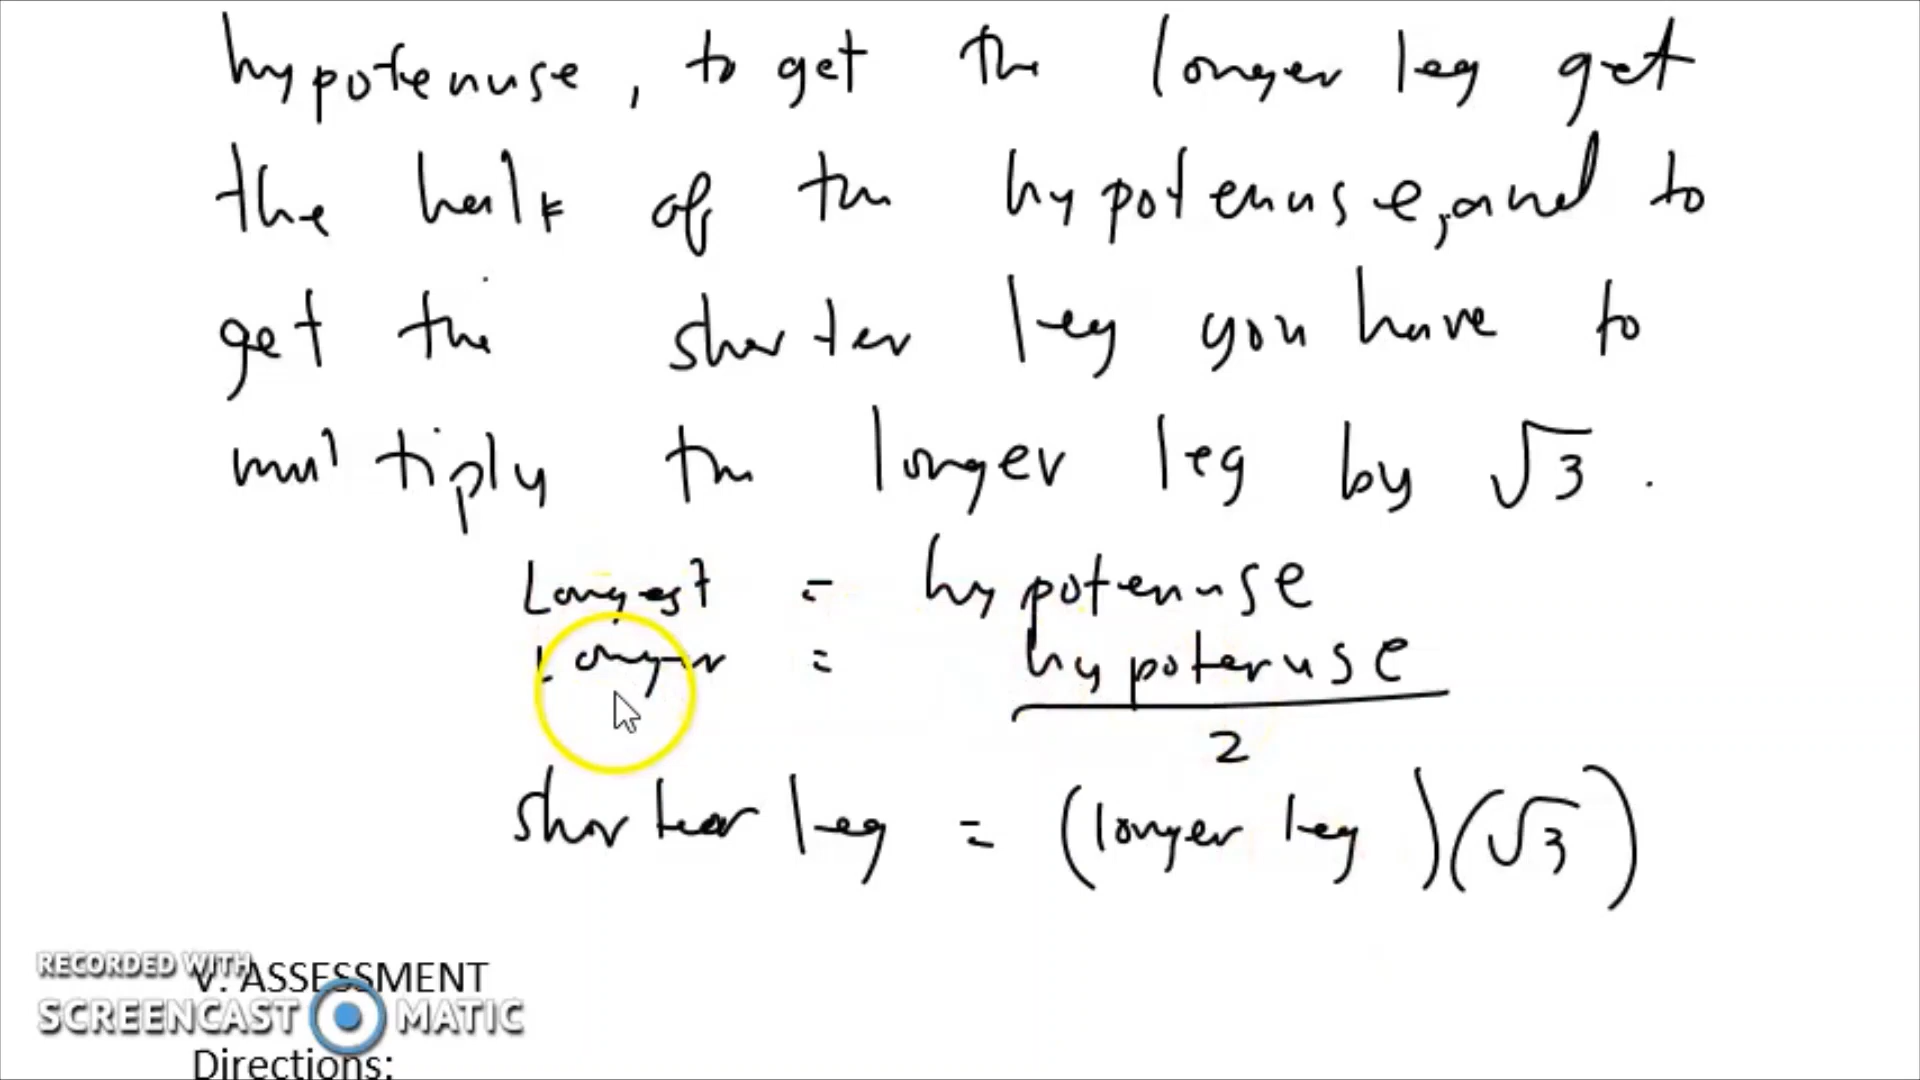 hypotenuse, to get the longer leg get
the half of the hypotenuse, and to
get the shorter leg you have to
multiply the longer leg by √3.
Longest = hypotenuse
Longer = hypotenuse
2
shorter leg = (longer leg)(√3)
RECORDED WITH
V. ASSESSMENT
SCREENCAST MATIC
Directions: